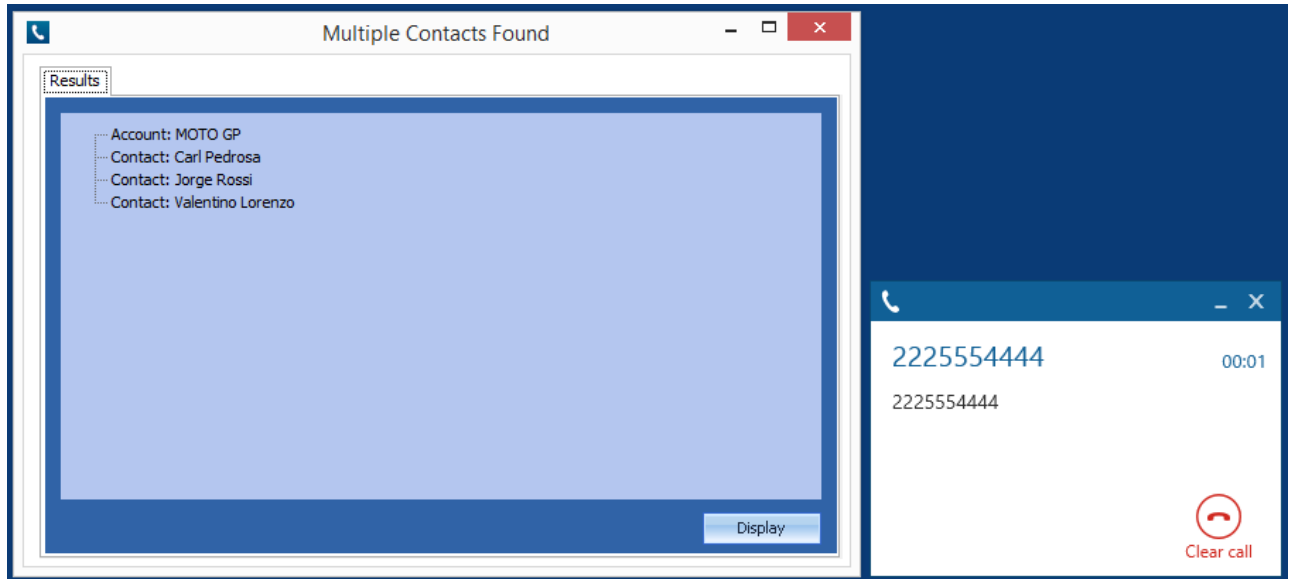 Multiple Contacts Found
Results
Account: MOTO GP
Contact: Carl Pedrosa
Contact: Jorge Rossi
Contact: Valentino Lorenzo
Display
2225554444 00:01
2225554444
Clear call